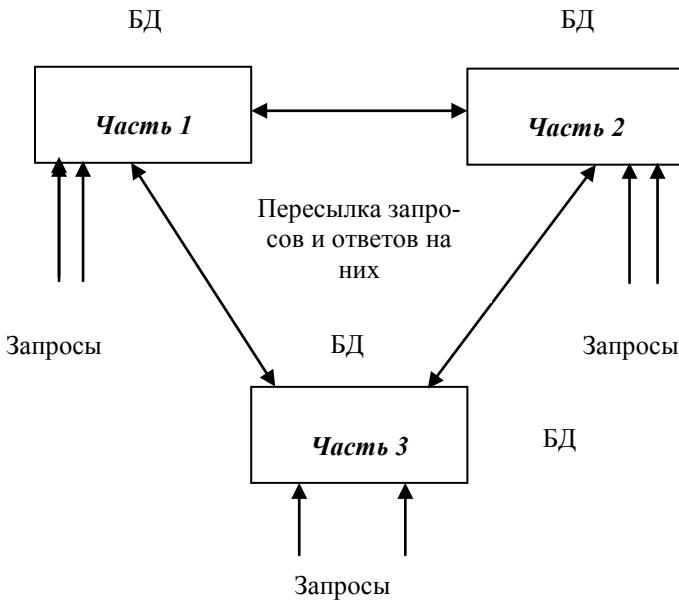 БД БД
Часть 1 Часть 2
Пересылка запро-
сов и ответов на
них
Запросы БД Запросы
Часть 3 БД
Запросы